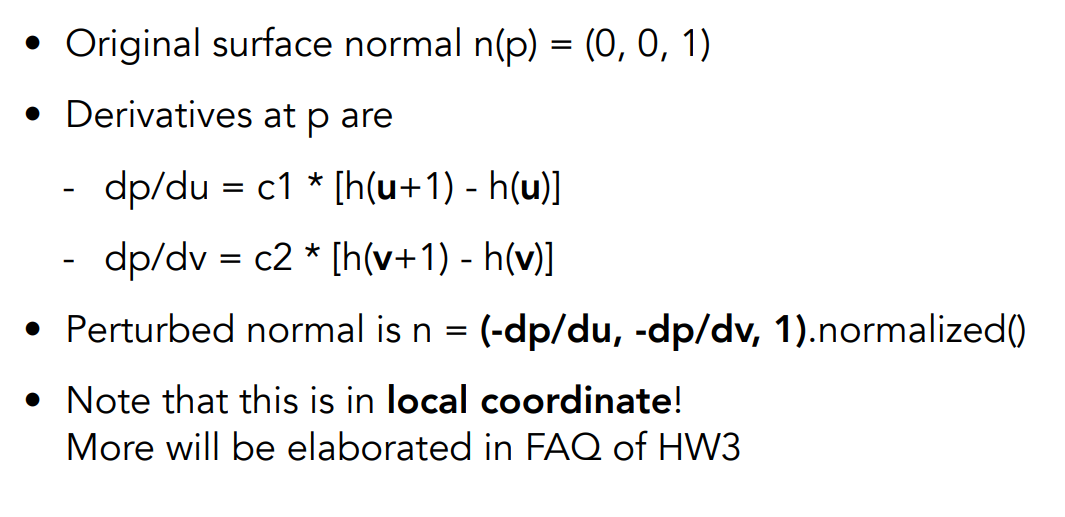 • Original surface normal n(p) = (0, 0, 1)
• Derivatives at p are
- dp/du = c1 * [h(u+1) - h(u)]
- dp/dv = c2 * [h(v+1) - h(v)]
• Perturbed normal is n = (-dp/du, -dp/dv, 1).normalized()
• Note that this is in local coordinate!
More will be elaborated in FAQ of HW3